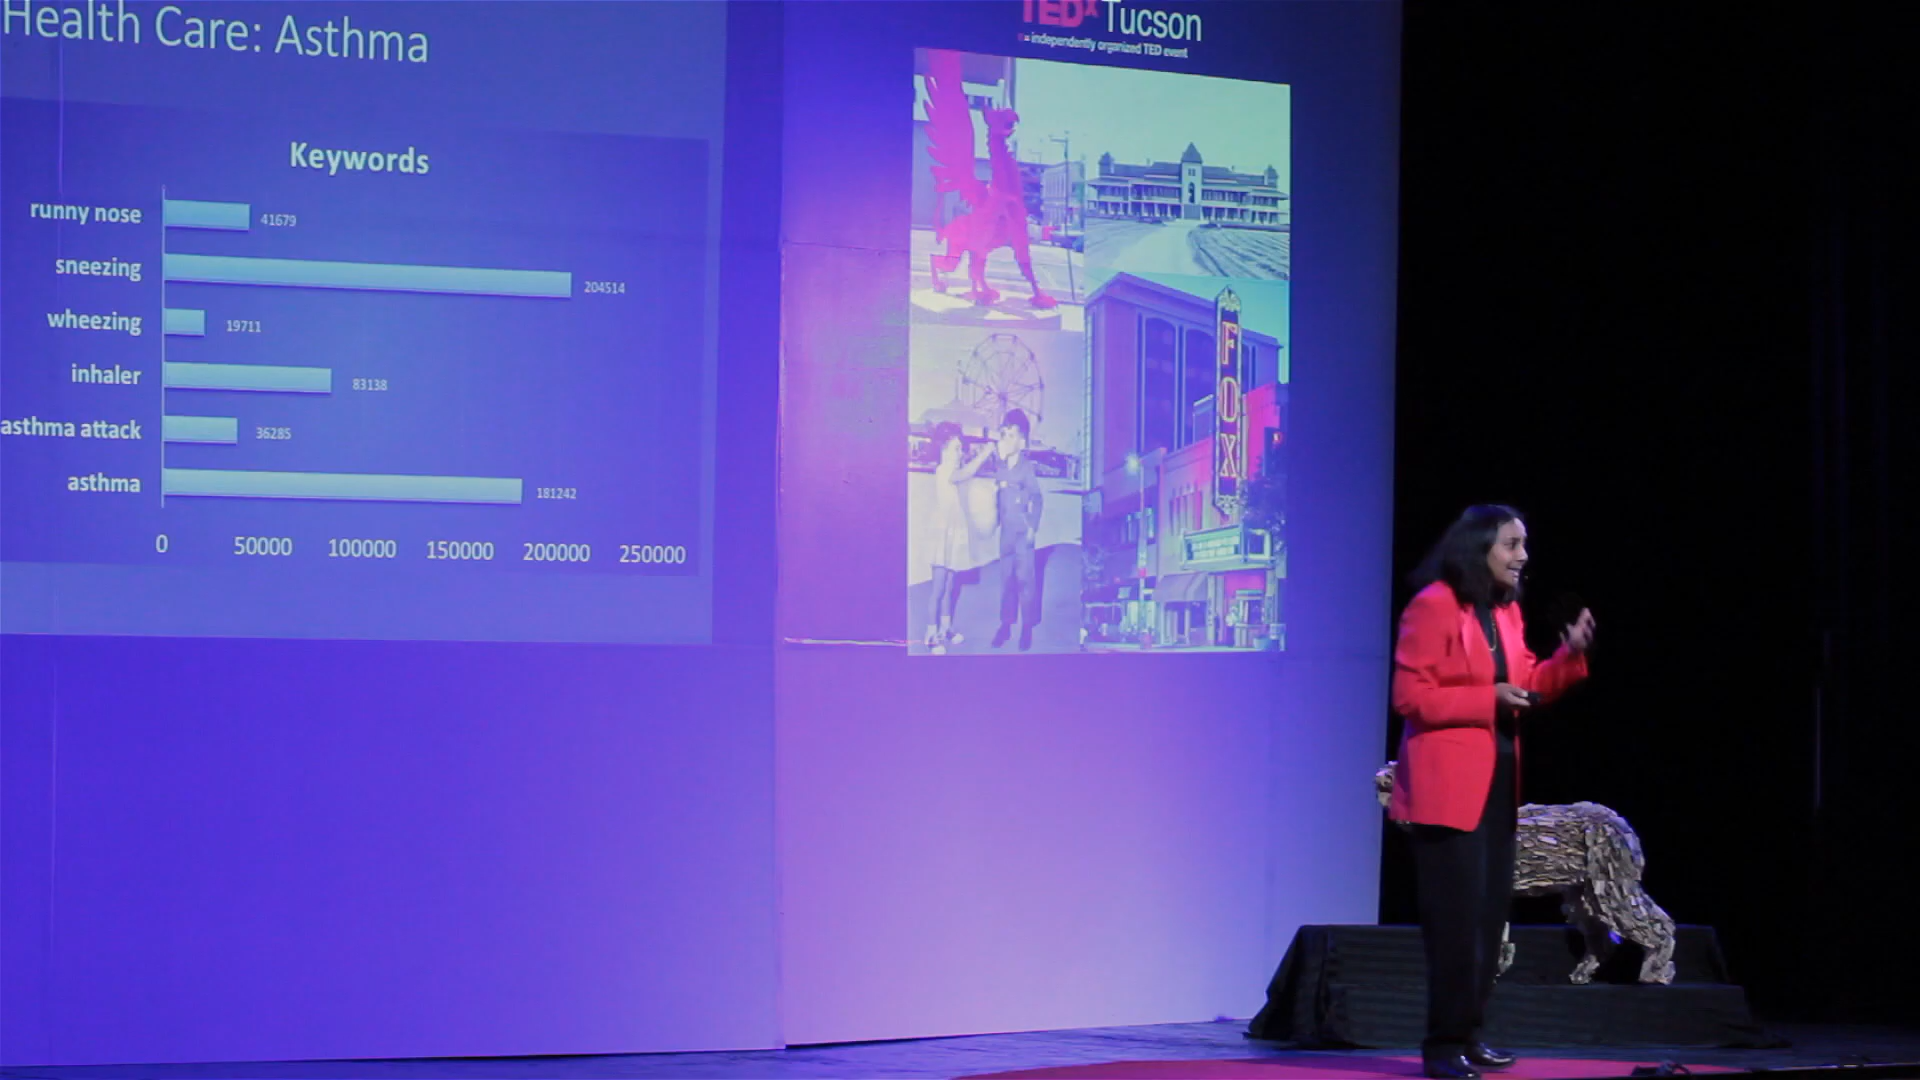 Health Care: Asthma
Keywords
runny nose 41679
sneezing 204514
wheezing 19711
inhaler 83138
asthma attack 36285
asthma 181242
0 50000 100000 150000 200000 250000
TEDxTucson
x = independently organized TED event
FOX